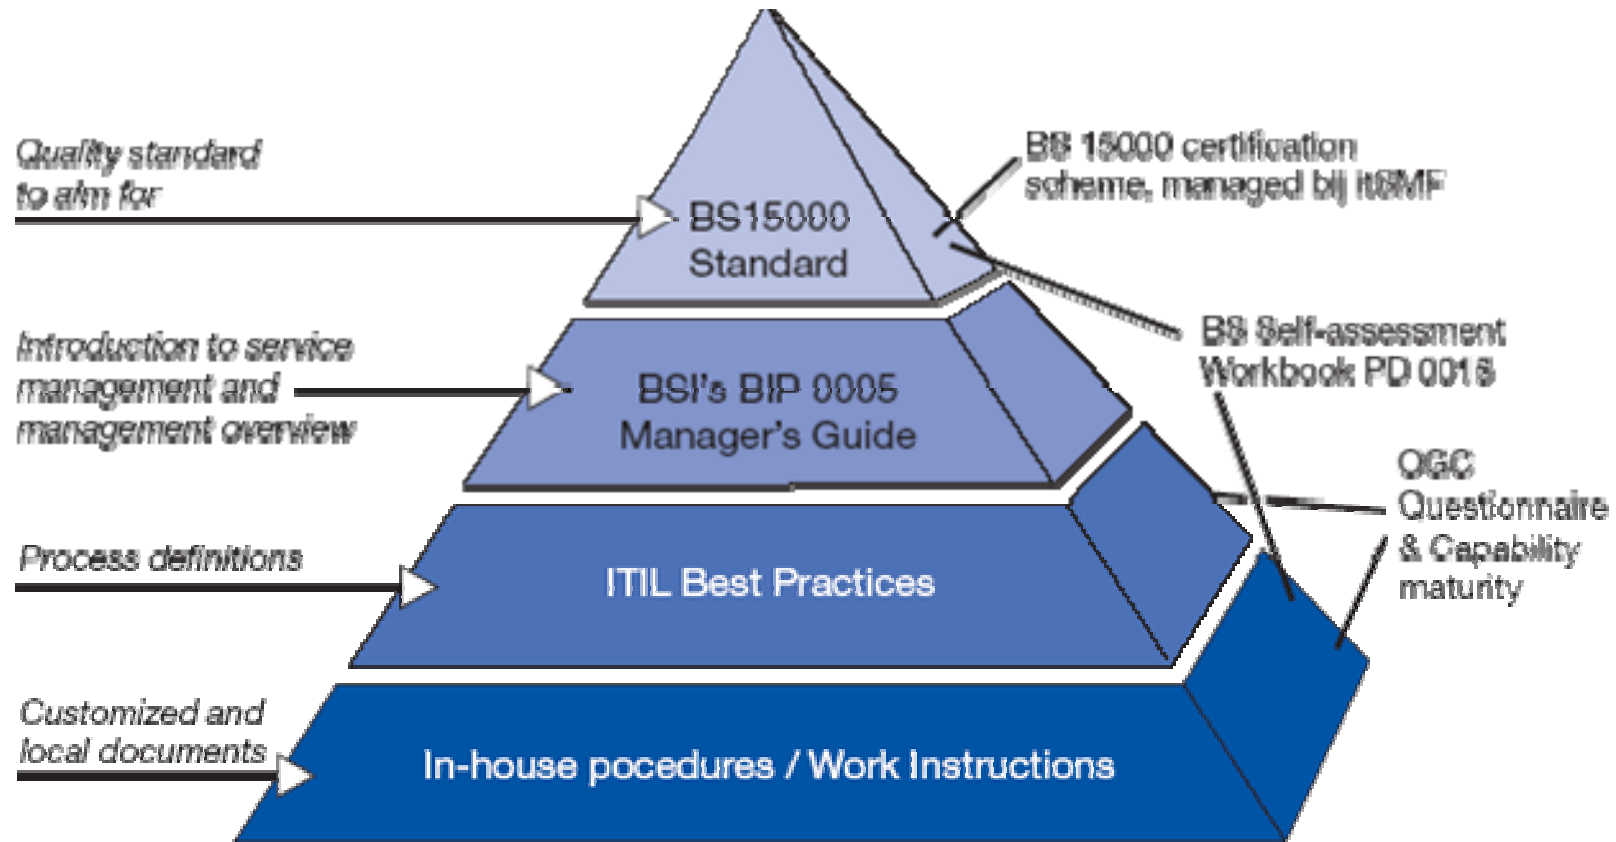 Quality standard
to aim for
BS 15000 certification
scheme, managed bij itSMF
BS15000
Standard
Introduction to service
management and
management overview
BS Self-assessment
Workbook PD 0015
BSI's BIP 0005
Manager's Guide
OGC
Questionnaire
& Capability
maturity
Process definitions
ITIL Best Practices
Customized and
local documents
In-house pocedures / Work Instructions